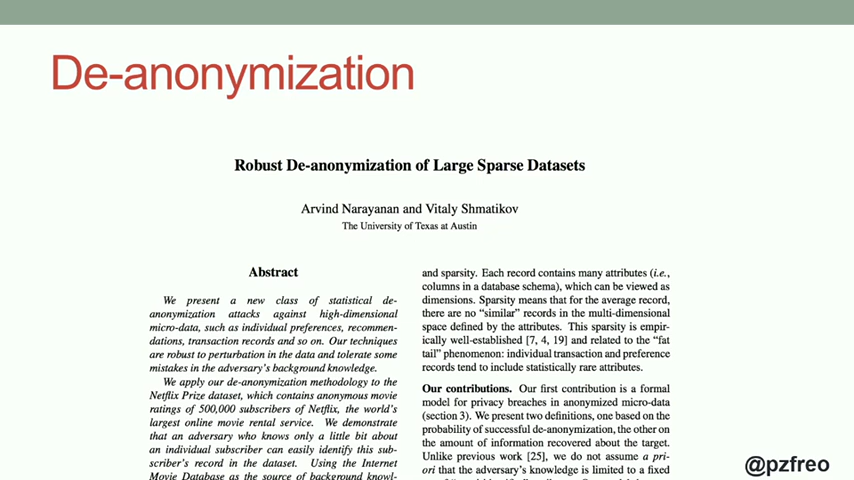 De-anonymization
Robust De-anonymization of Large Sparse Datasets
Arvind Narayanan and Vitaly Shmatikov
The University of Texas at Austin
Abstract
We present a new class of statistical de-
anonymization attacks against high-dimensional
micro-data, such as individual preferences, recommen-
dations, transaction records and so on. Our techniques
are robust to perturbation in the data and tolerate some
mistakes in the adversary's background knowledge.
We apply our de-anonymization methodology to the
Netflix Prize dataset, which contains anonymous movie
ratings of 500,000 subscribers of Netflix, the world's
largest online movie rental service. We demonstrate
that an adversary who knows only a little bit about
an individual subscriber can easily identify this sub-
scriber's record in the dataset. Using the Internet
Movie Database as the source of background knowl-
and sparsity. Each record contains many attributes (i.e.,
columns in a database schema), which can be viewed as
dimensions. Sparsity means that for the average record,
there are no "similar" records in the multi-dimensional
space defined by the attributes. This sparsity is empir-
ically well-established [7, 4, 19] and related to the "fat
tail" phenomenon: individual transaction and preference
records tend to include statistically rare attributes.
Our contributions. Our first contribution is a formal
model for privacy breaches in anonymized micro-data
(section 3). We present two definitions, one based on the
probability of successful de-anonymization, the other on
the amount of information recovered about the target.
Unlike previous work [25], we do not assume a pri-
ori that the adversary's knowledge is limited to a fixed
@pzfreo